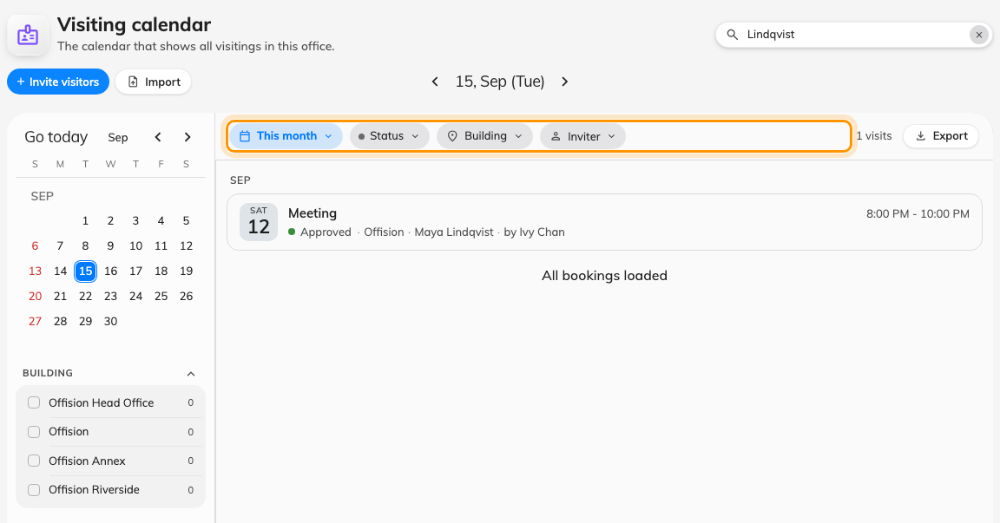 Visiting calendar
The calendar that shows all visitings in this office.
Lindqvist
+ Invite visitors
Import
15, Sep (Tue)
Go today
Sep
S M T W T F S
SEP
1 2 3 4 5
6 7 8 9 10 11 12
13 14 15 16 17 18 19
20 21 22 23 24 25 26
27 28 29 30
BUILDING
Offision Head Office 0
Offision 0
Offision Annex 0
Offision Riverside 0
This month
Status
Building
Inviter
1 visits
Export
SEP
SAT
12
Meeting
Approved · Offision · Maya Lindqvist · by Ivy Chan
8:00 PM - 10:00 PM
All bookings loaded